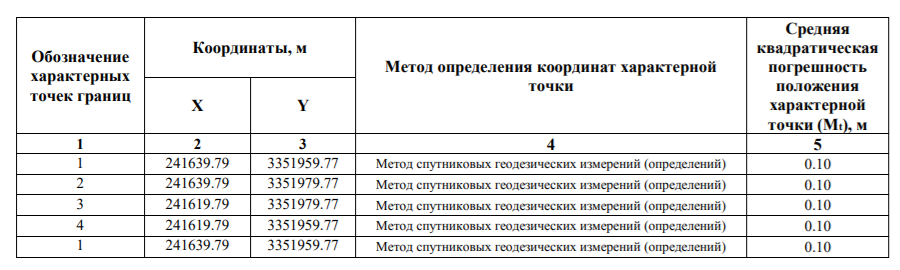 Обозначение
характерных
точек границ
Координаты, м
Метод определения координат характерной
точки
Средняя
квадратическая
погрешность
положения
характерной
точки (Mt), м
X Y
1 2 3 4 5
1 241639.79 3351959.77 Метод спутниковых геодезических измерений (определений) 0.10
2 241639.79 3351979.77 Метод спутниковых геодезических измерений (определений) 0.10
3 241619.79 3351979.77 Метод спутниковых геодезических измерений (определений) 0.10
4 241619.79 3351959.77 Метод спутниковых геодезических измерений (определений) 0.10
1 241639.79 3351959.77 Метод спутниковых геодезических измерений (определений) 0.10